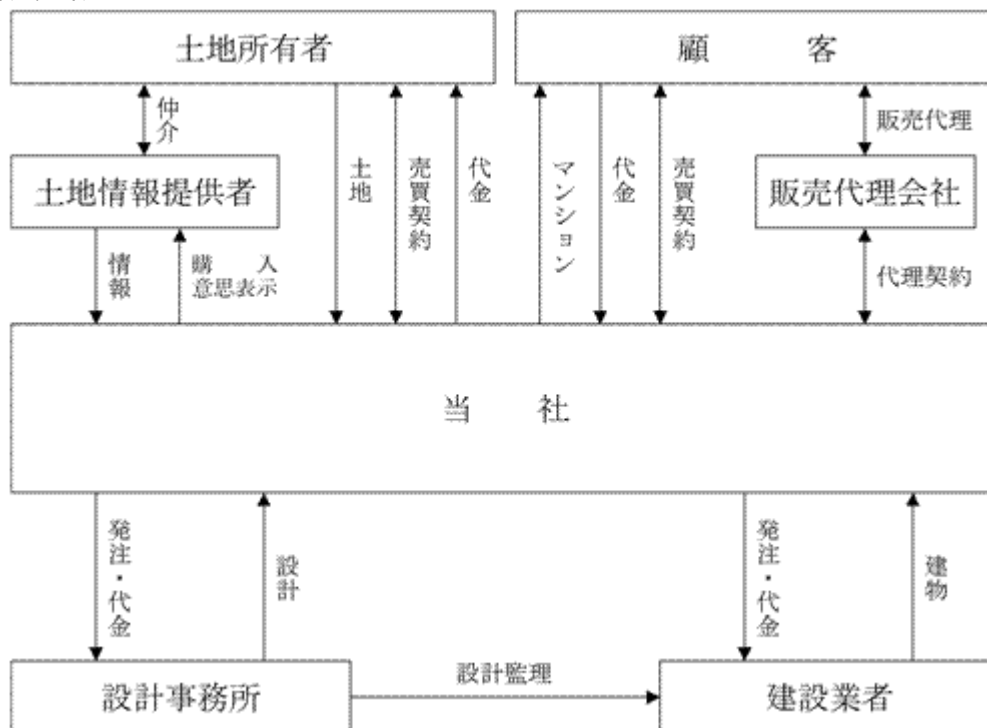 土地所有者
顧 客
仲介
販売代理
土地情報提供者
土地
売買契約
代金
マンション
代金
売買契約
販売代理会社
情報
購 入
意思表示
代理契約
当 社
発注・代金
設計
発注・代金
建物
設計事務所
設計監理
建設業者